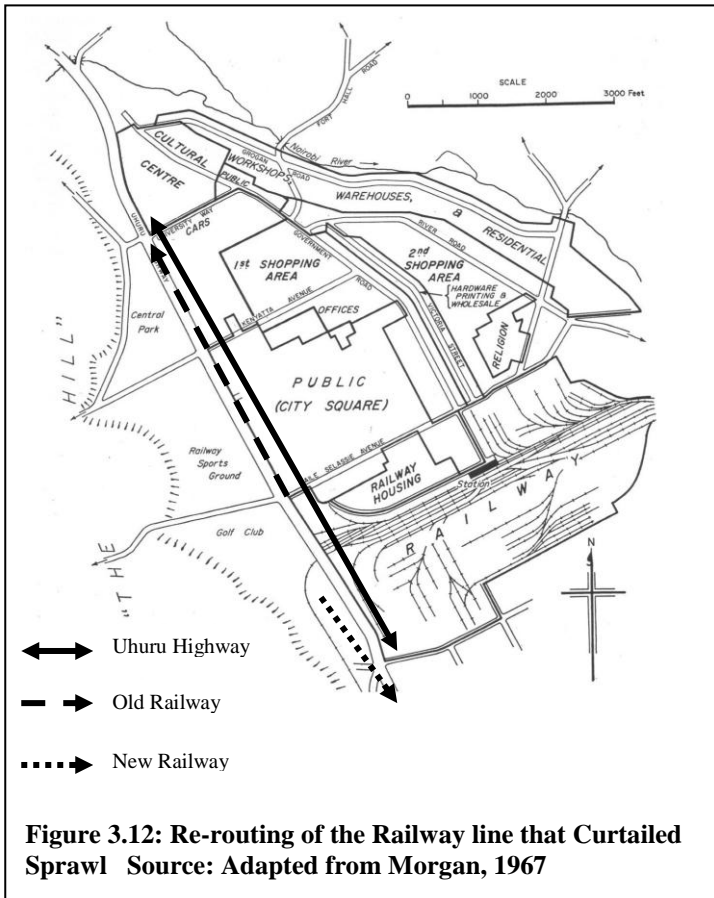 SCALE
0 1000 2000 3000 Feet
FORT HALL ROAD
Nairobi River
CULTURAL
CENTRE
GROGAN ROAD
WORKSHOPS,
PUBLIC
WAREHOUSES,
&
RESIDENTIAL
UHURU
UNIVERSITY WAY
CARS
GOVERNMENT ROAD
RIVER ROAD
1st SHOPPING
AREA
2nd
SHOPPING
AREA
HARDWARE
PRINTING &
WHOLESALE
KENYATTA AVENUE
OFFICES
VICTORIA STREET
RELIGION
Central
Park
PUBLIC
(CITY SQUARE)
"THE HILL"
Railway
Sports
Ground
AILE SELASSIE AVENUE
RAILWAY
HOUSING
Station
RAILWAY
Golf Club
N
Uhuru Highway
Old Railway
New Railway
Figure 3.12: Re-routing of the Railway line that Curtailed
Sprawl Source: Adapted from Morgan, 1967